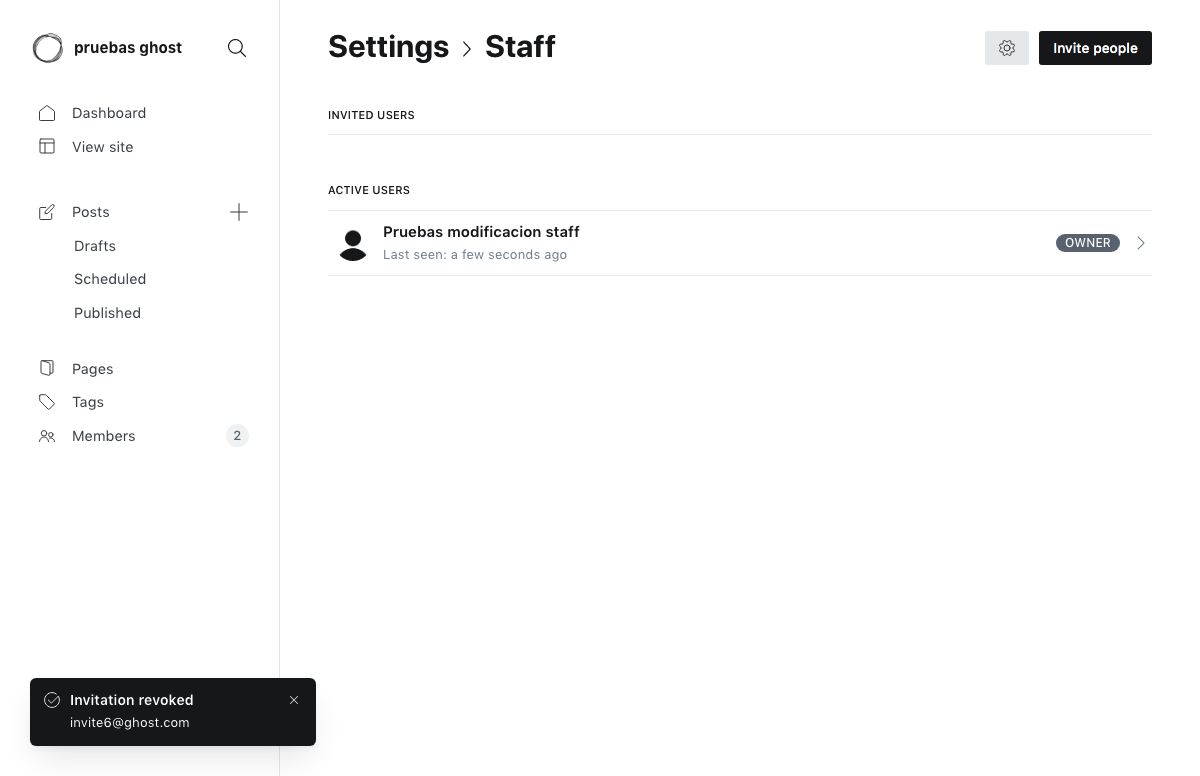 pruebas ghost
Settings > Staff
Invite people
Dashboard
View site
INVITED USERS
ACTIVE USERS
Posts
Drafts
Scheduled
Published
Pruebas modificacion staff
Last seen: a few seconds ago
OWNER
Pages
Tags
Members 2
Invitation revoked
invite6@ghost.com